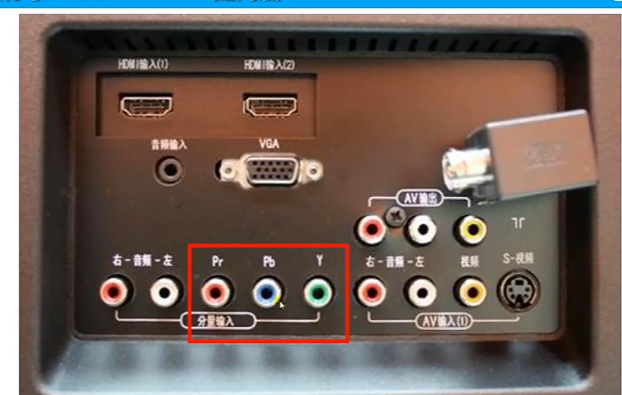 HDMI输入(1) HDMI输入(2)
音频输入 VGA
AV输出
右-音频-左 Pr Pb Y 右-音频-左 视频 S-视频
分量输入 AV输入(1)